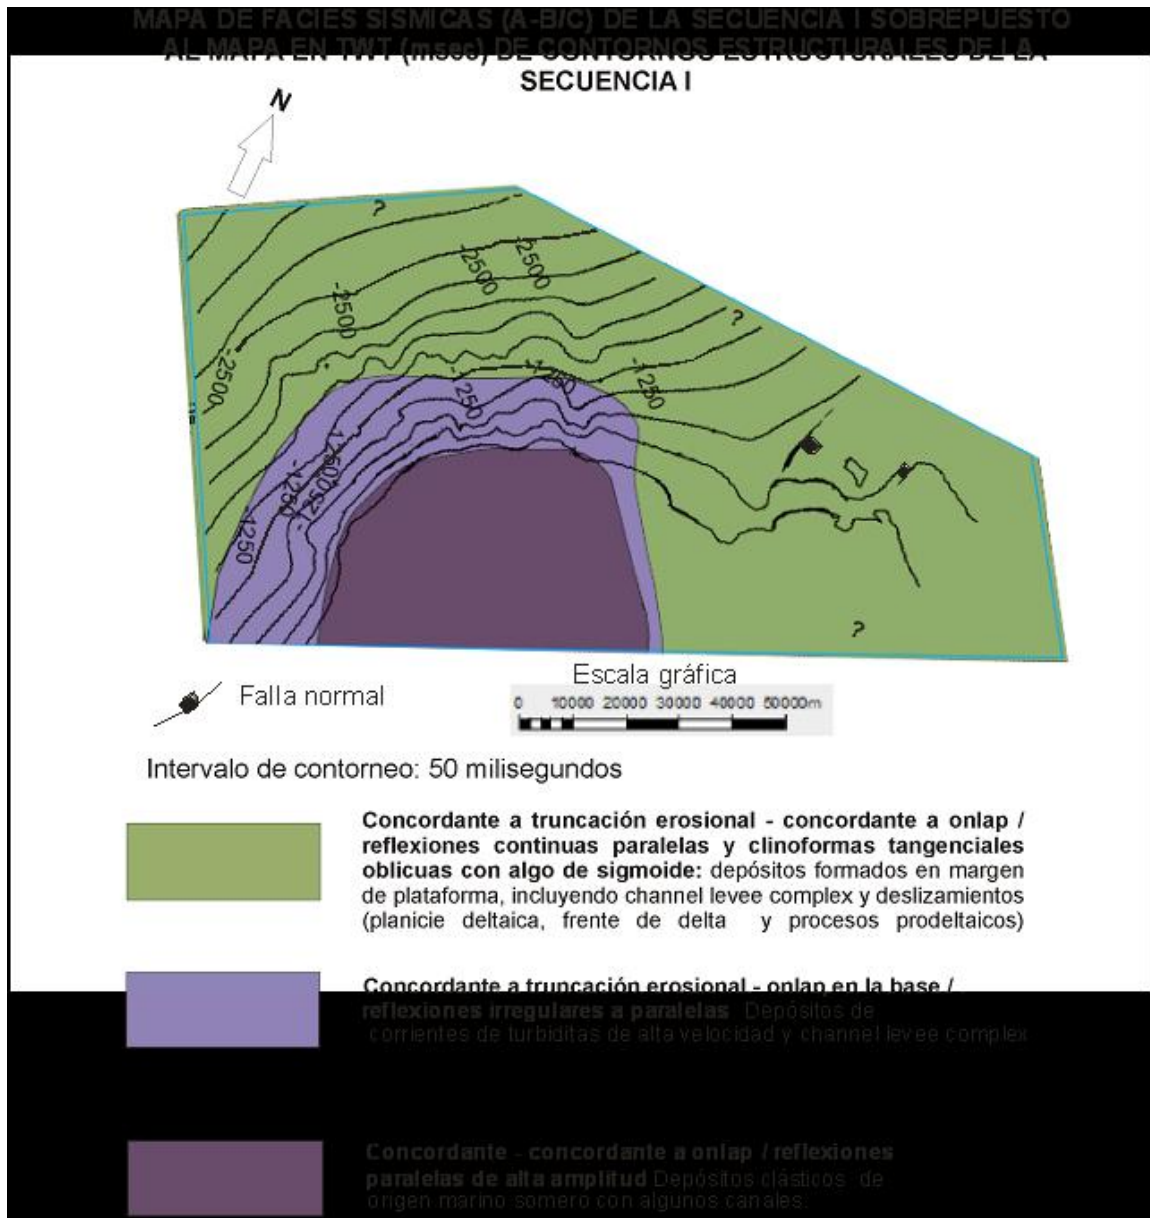 MAPA DE FACIES SISMICAS (A-B/C) DE LA SECUENCIA I SOBREPUESTO
AL MAPA EN TWT (msec) DE CONTORNOS ESTRUCTURALES DE LA
SECUENCIA I
N
?
-2500
-2500
-2500
-2500
?
-1250
-1250
-1250
-1250
-1250
?
Falla normal
Escala gráfica
0 10000 20000 30000 40000 50000m
Intervalo de contorneo: 50 milisegundos
Concordante a truncación erosional - concordante a onlap /
reflexiones continuas paralelas y clinoformas tangenciales
oblicuas con algo de sigmoide: depósitos formados en margen
de plataforma, incluyendo channel levee complex y deslizamientos
(planicie deltaica, frente de delta y procesos prodeltaicos)
Concordante a truncación erosional - onlap en la base /
reflexiones irregulares a paralelas Depósitos de
corrientes de turbiditas de alta velocidad y channel levee complex
Concordante - concordante a onlap / reflexiones
paralelas de alta amplitud Depósitos clásticos de
origen marino somero con algunos canales.